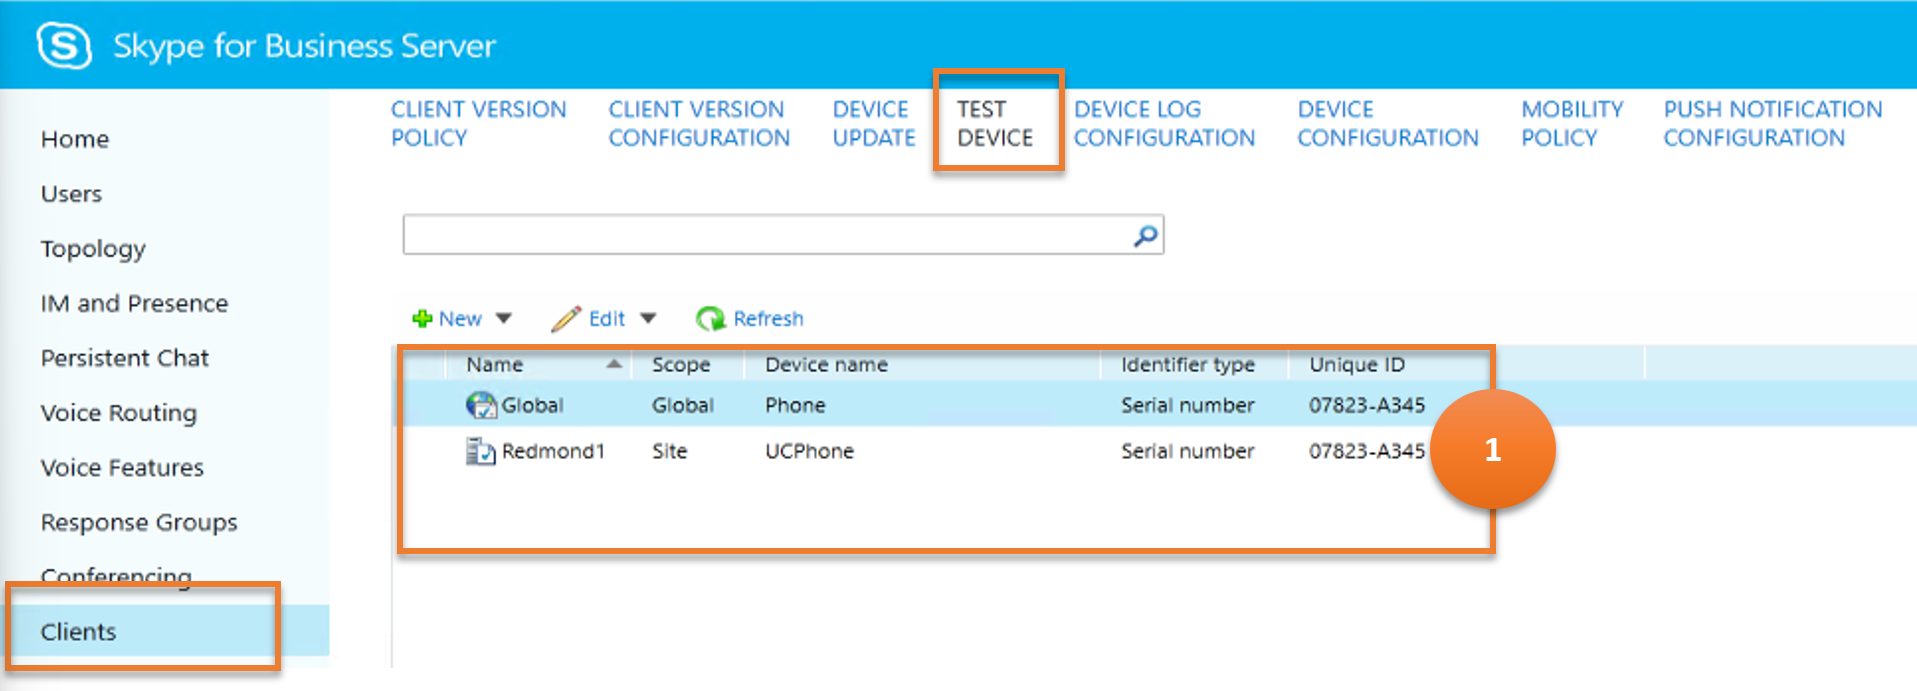 Skype for Business Server
Home
Users
Topology
IM and Presence
Persistent Chat
Voice Routing
Voice Features
Response Groups
Conferencing
Clients
CLIENT VERSION
POLICY
CLIENT VERSION
CONFIGURATION
DEVICE
UPDATE
TEST
DEVICE
DEVICE LOG
CONFIGURATION
DEVICE
CONFIGURATION
MOBILITY
POLICY
PUSH NOTIFICATION
CONFIGURATION
New Edit Refresh
Name Scope Device name Identifier type Unique ID
Global Global Phone Serial number 07823-A345
Redmond1 Site UCPhone Serial number 07823-A345
1